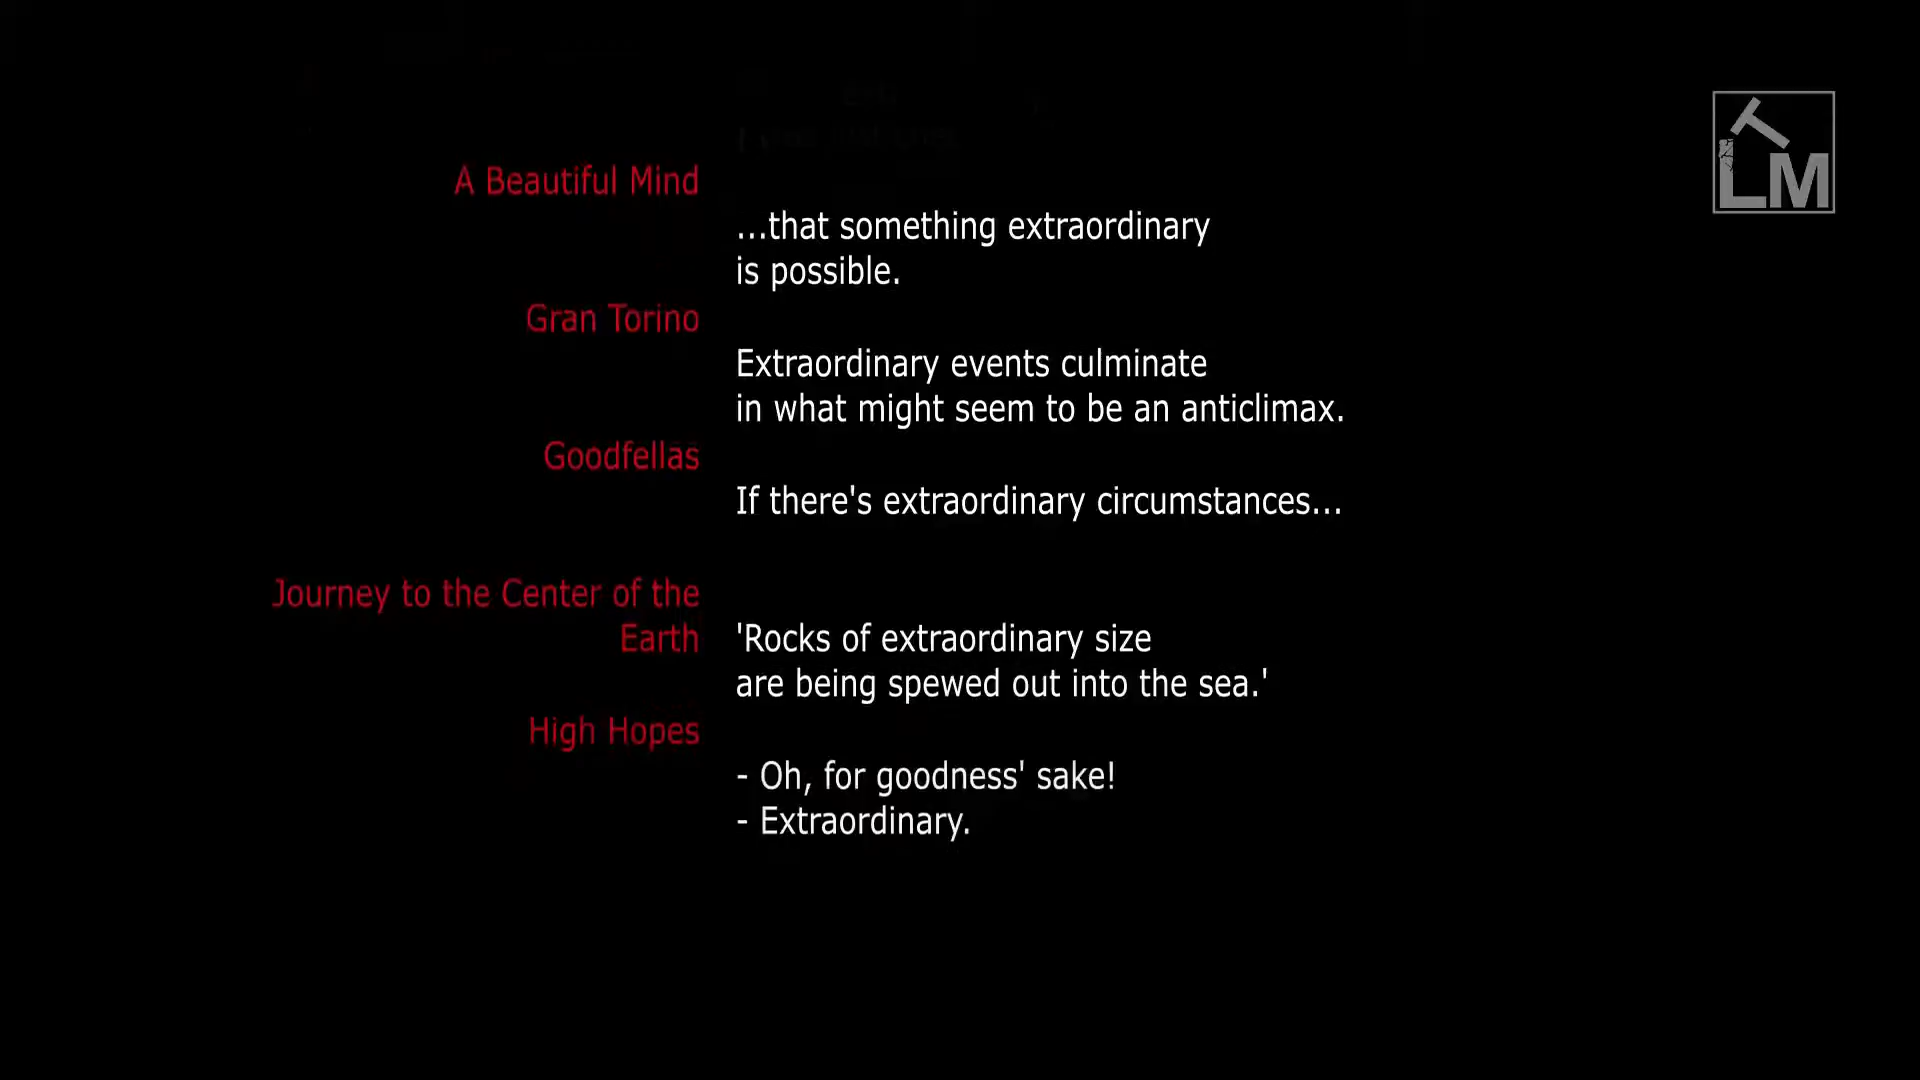 A Beautiful Mind
...that something extraordinary
is possible.
Gran Torino
Extraordinary events culminate
in what might seem to be an anticlimax.
Goodfellas
If there's extraordinary circumstances...
Journey to the Center of the
Earth
'Rocks of extraordinary size
are being spewed out into the sea.'
High Hopes
- Oh, for goodness' sake!
- Extraordinary.
LTM